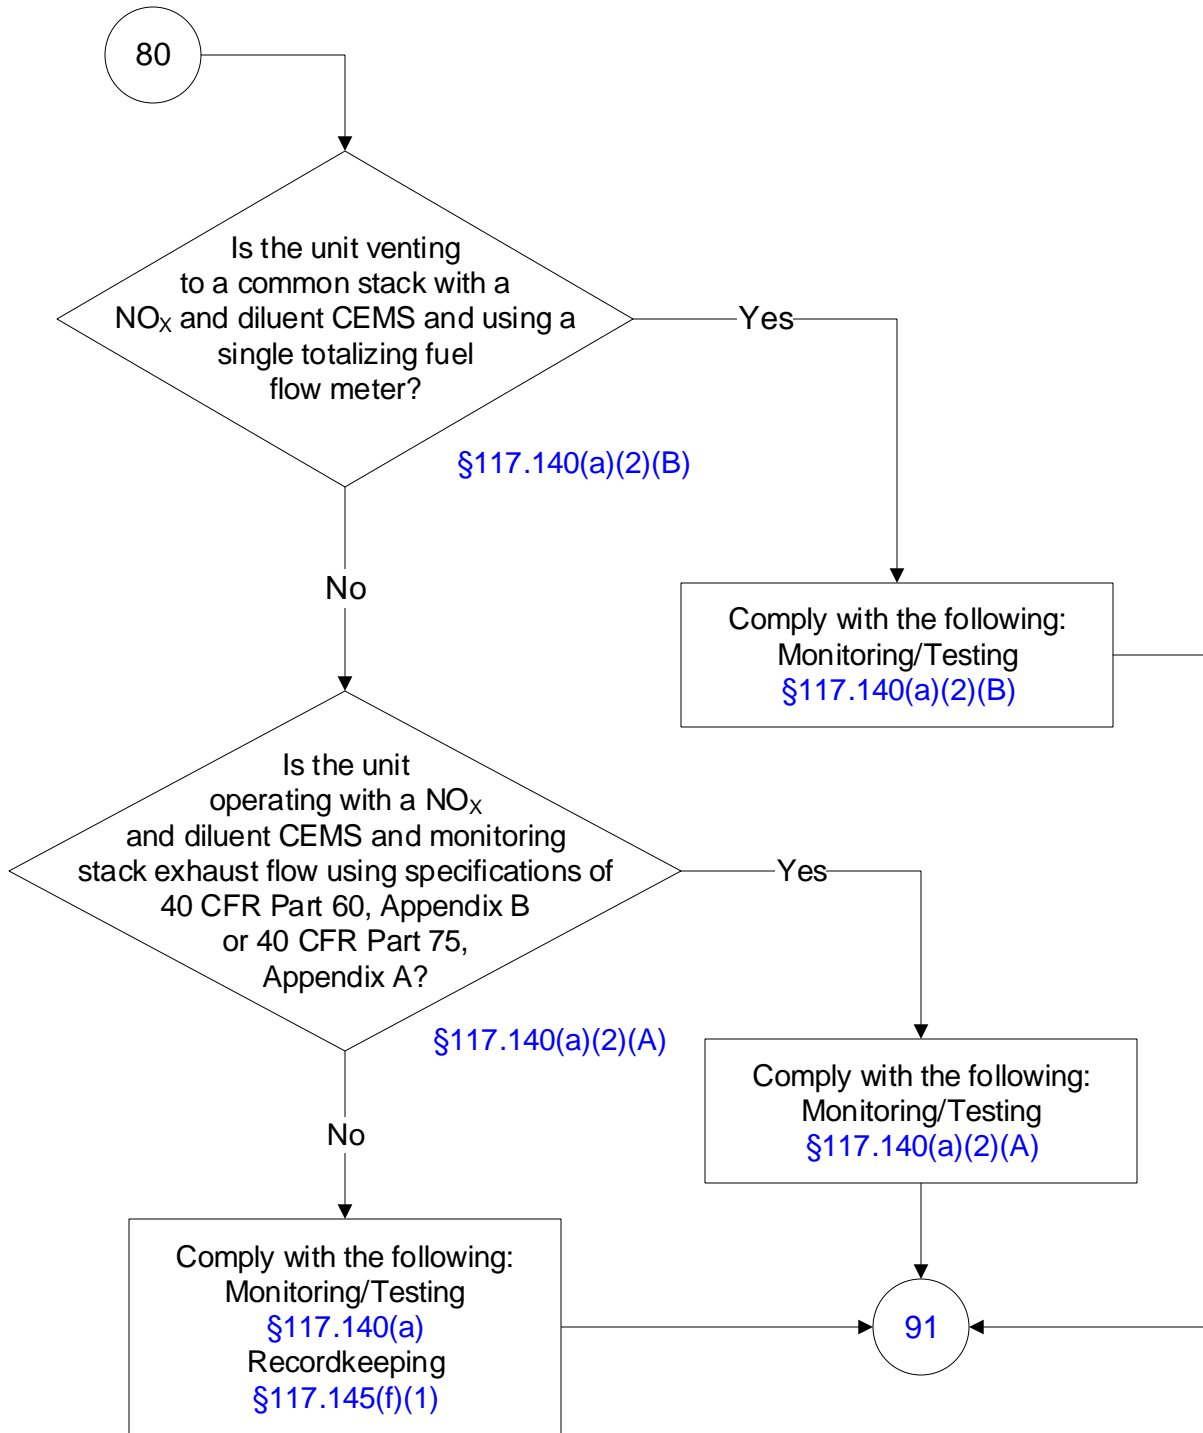 80
Is the unit venting
to a common stack with a
NOX and diluent CEMS and using a
single totalizing fuel
flow meter?
Yes
§117.140(a)(2)(B)
No
Comply with the following:
Monitoring/Testing
§117.140(a)(2)(B)
Is the unit
operating with a NOX
and diluent CEMS and monitoring
stack exhaust flow using specifications of
40 CFR Part 60, Appendix B
or 40 CFR Part 75,
Appendix A?
Yes
§117.140(a)(2)(A)
No
Comply with the following:
Monitoring/Testing
§117.140(a)(2)(A)
Comply with the following:
Monitoring/Testing
§117.140(a)
Recordkeeping
§117.145(f)(1)
91